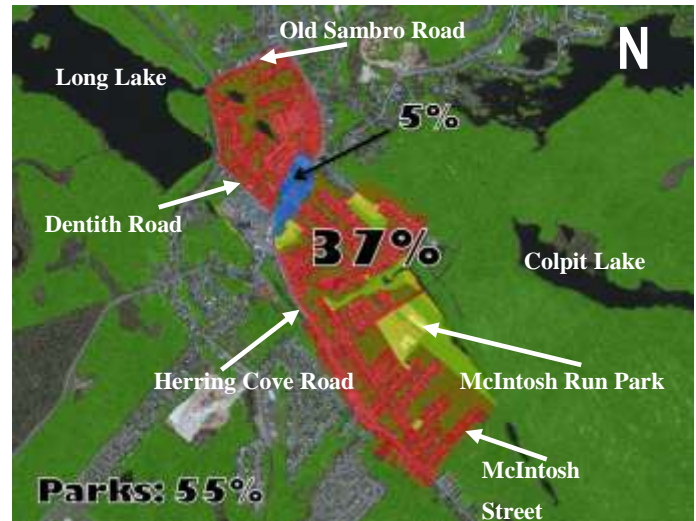 Old Sambro Road
N
Long Lake
5%
Dentith Road
37%
Colpit Lake
Herring Cove Road
McIntosh Run Park
McIntosh
Street
Parks: 55%